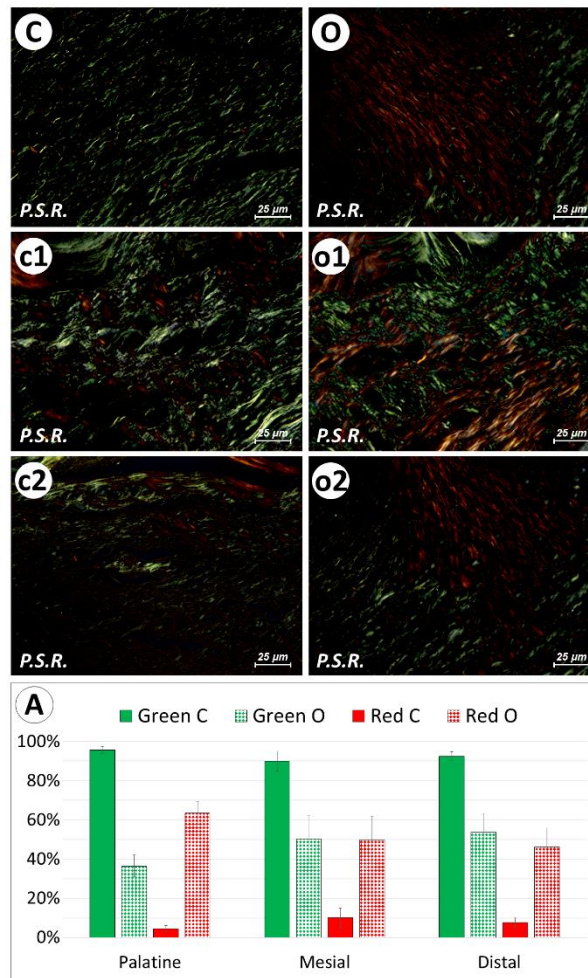 C
O
P.S.R.
25 µm
P.S.R.
25 µm
c1
o1
P.S.R.
25 µm
P.S.R.
25 µm
c2
o2
P.S.R.
25 µm
P.S.R.
25 µm
A
Green C Green O Red C Red O
100%
80%
60%
40%
20%
0%
Palatine Mesial Distal